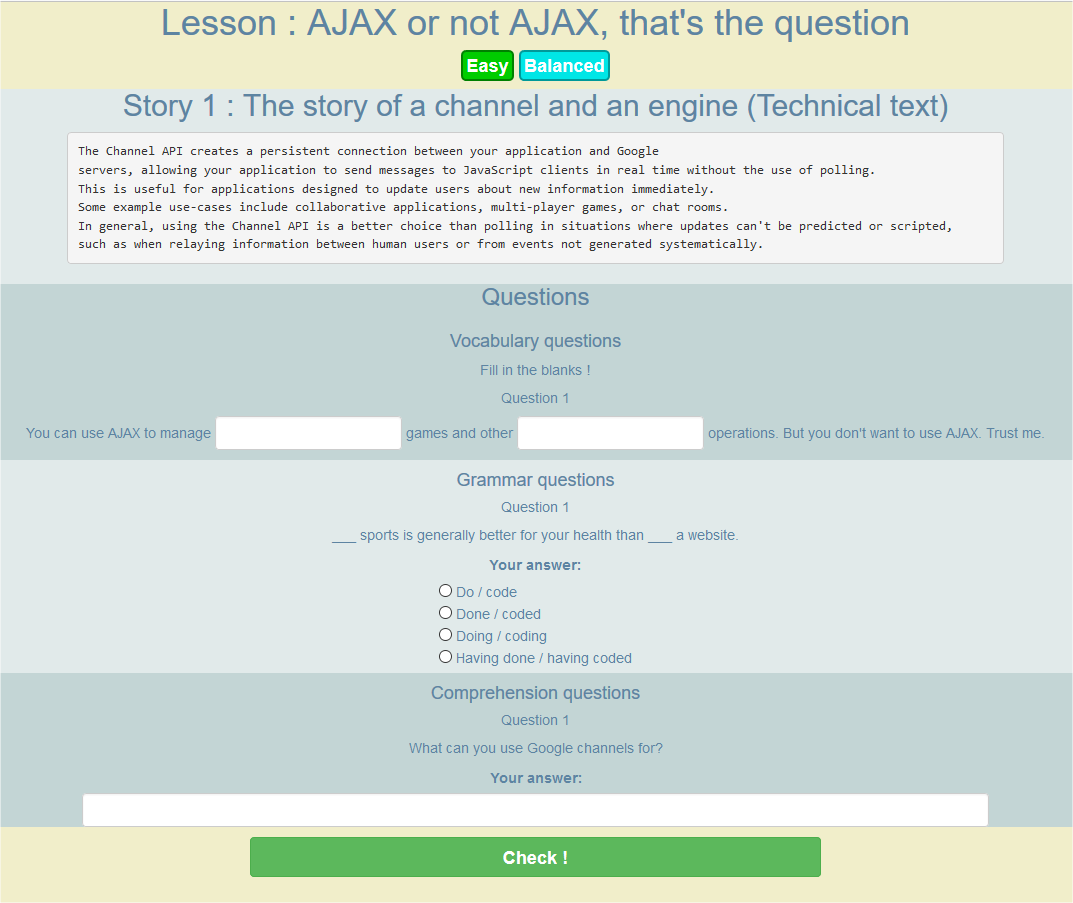 Lesson : AJAX or not AJAX, that's the question
Easy Balanced
Story 1 : The story of a channel and an engine (Technical text)
The Channel API creates a persistent connection between your application and Google
servers, allowing your application to send messages to JavaScript clients in real time without the use of polling.
This is useful for applications designed to update users about new information immediately.
Some example use-cases include collaborative applications, multi-player games, or chat rooms.
In general, using the Channel API is a better choice than polling in situations where updates can't be predicted or scripted,
such as when relaying information between human users or from events not generated systematically.
Questions
Vocabulary questions
Fill in the blanks !
Question 1
You can use AJAX to manage games and other operations. But you don't want to use AJAX. Trust me.
Grammar questions
Question 1
___ sports is generally better for your health than ___ a website.
Your answer:
Do / code
Done / coded
Doing / coding
Having done / having coded
Comprehension questions
Question 1
What can you use Google channels for?
Your answer:
Check !